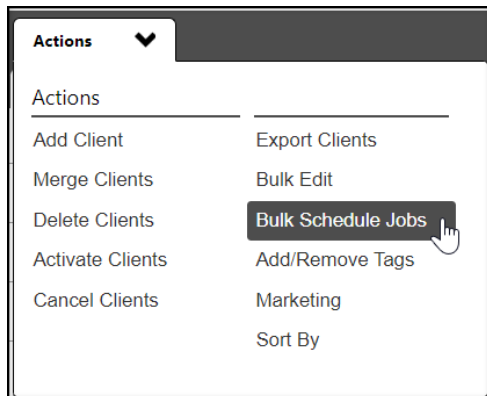 Actions
Actions
Add Client
Merge Clients
Delete Clients
Activate Clients
Cancel Clients
Export Clients
Bulk Edit
Bulk Schedule Jobs
Add/Remove Tags
Marketing
Sort By